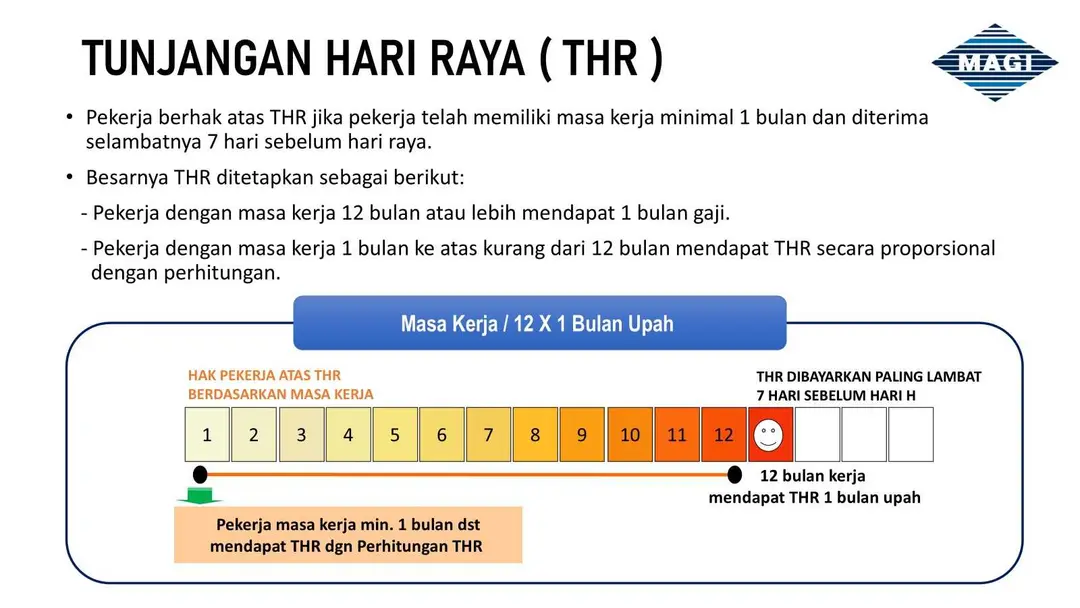 TUNJANGAN HARI RAYA ( THR )
MAGI
• Pekerja berhak atas THR jika pekerja telah memiliki masa kerja minimal 1 bulan dan diterima
selambatnya 7 hari sebelum hari raya.
• Besarnya THR ditetapkan sebagai berikut:
- Pekerja dengan masa kerja 12 bulan atau lebih mendapat 1 bulan gaji.
- Pekerja dengan masa kerja 1 bulan ke atas kurang dari 12 bulan mendapat THR secara proporsional
dengan perhitungan.
Masa Kerja / 12 X 1 Bulan Upah
HAK PEKERJA ATAS THR
BERDASARKAN MASA KERJA
THR DIBAYARKAN PALING LAMBAT
7 HARI SEBELUM HARI H
1 2 3 4 5 6 7 8 9 10 11 12
12 bulan kerja
mendapat THR 1 bulan upah
Pekerja masa kerja min. 1 bulan dst
mendapat THR dgn Perhitungan THR